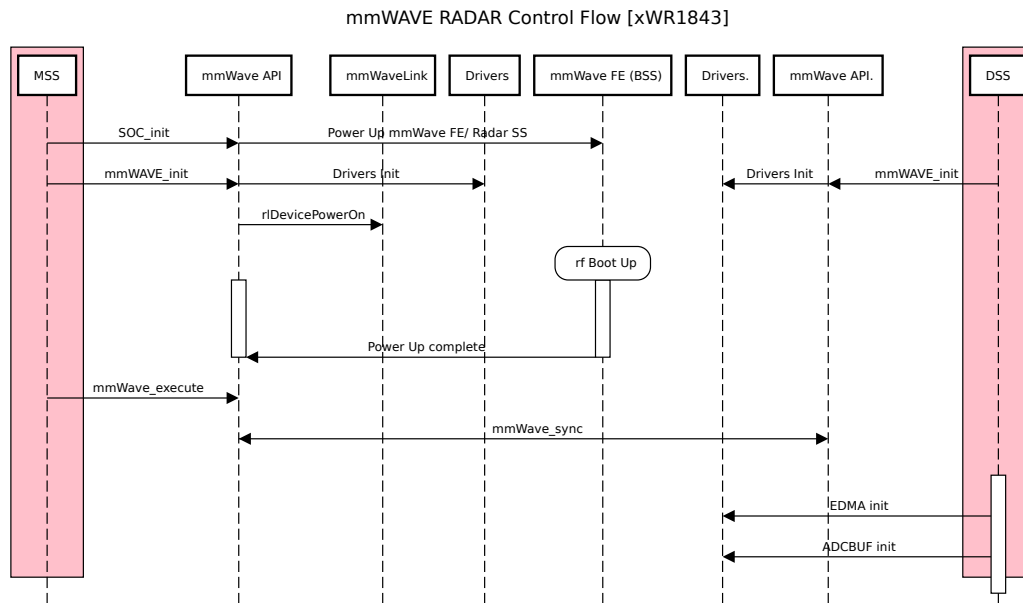 mmWAVE RADAR Control Flow [xWR1843]
MSS
mmWave API
mmWaveLink
Drivers
mmWave FE (BSS)
Drivers.
mmWave API.
DSS
SOC_init
Power Up mmWave FE/ Radar SS
mmWAVE_init
Drivers Init
Drivers Init
mmWAVE_init
rlDevicePowerOn
rf Boot Up
Power Up complete
mmWave_execute
mmWave_sync
EDMA init
ADCBUF init